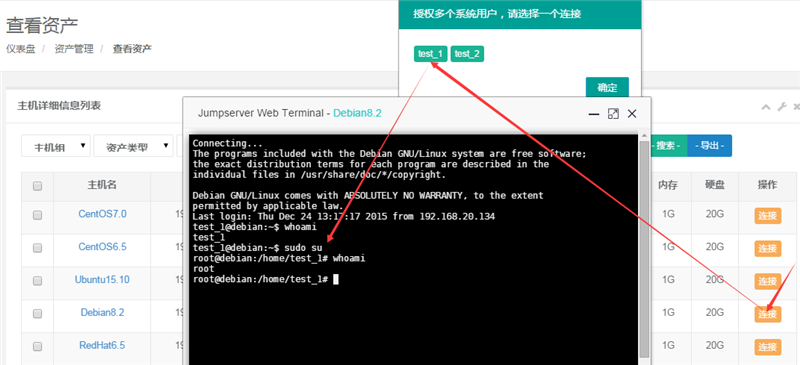 查看资产
仪表盘 / 资产管理 / 查看资产
授权多个系统用户，请选择一个连接
test_1 test_2
确定
主机详细信息列表
Jumpserver Web Terminal - Debian8.2
主机组 资产类型
- 搜索 - - 导出 -
主机名 内存 硬盘 操作
CentOS7.0 19 1G 20G 连接
CentOS6.5 19 1G 20G 连接
Ubuntu15.10 19 1G 20G 连接
Debian8.2 19 1G 20G 连接
RedHat6.5 19 1G 20G 连接
Connecting...
The programs included with the Debian GNU/Linux system are free software;
the exact distribution terms for each program are described in the
individual files in /usr/share/doc/*/copyright.
Debian GNU/Linux comes with ABSOLUTELY NO WARRANTY, to the extent
permitted by applicable law.
Last login: Thu Dec 24 13:17:17 2015 from 192.168.20.134
test_1@debian:~$ whoami
test_1
test_1@debian:~$ sudo su
root@debian:/home/test_1# whoami
root
root@debian:/home/test_1#